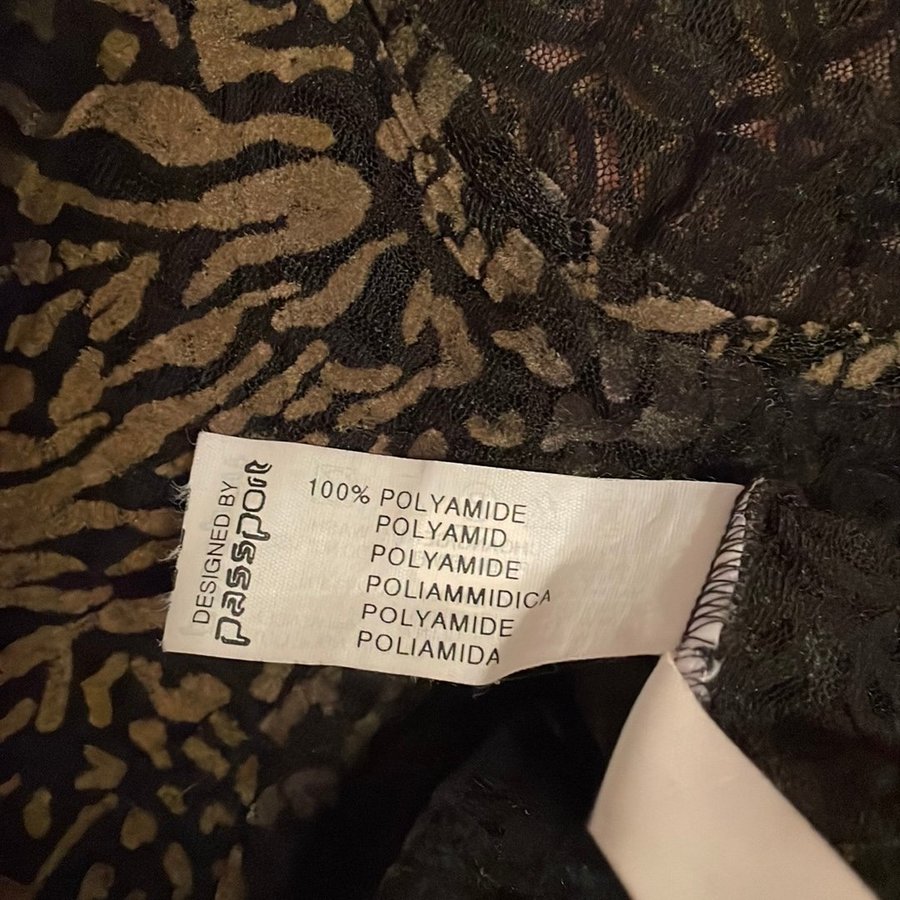 DESIGNED BY
passport
100% POLYAMIDE
POLYAMID
POLYAMIDE
POLIAMMIDICA
POLYAMIDE
POLIAMIDA